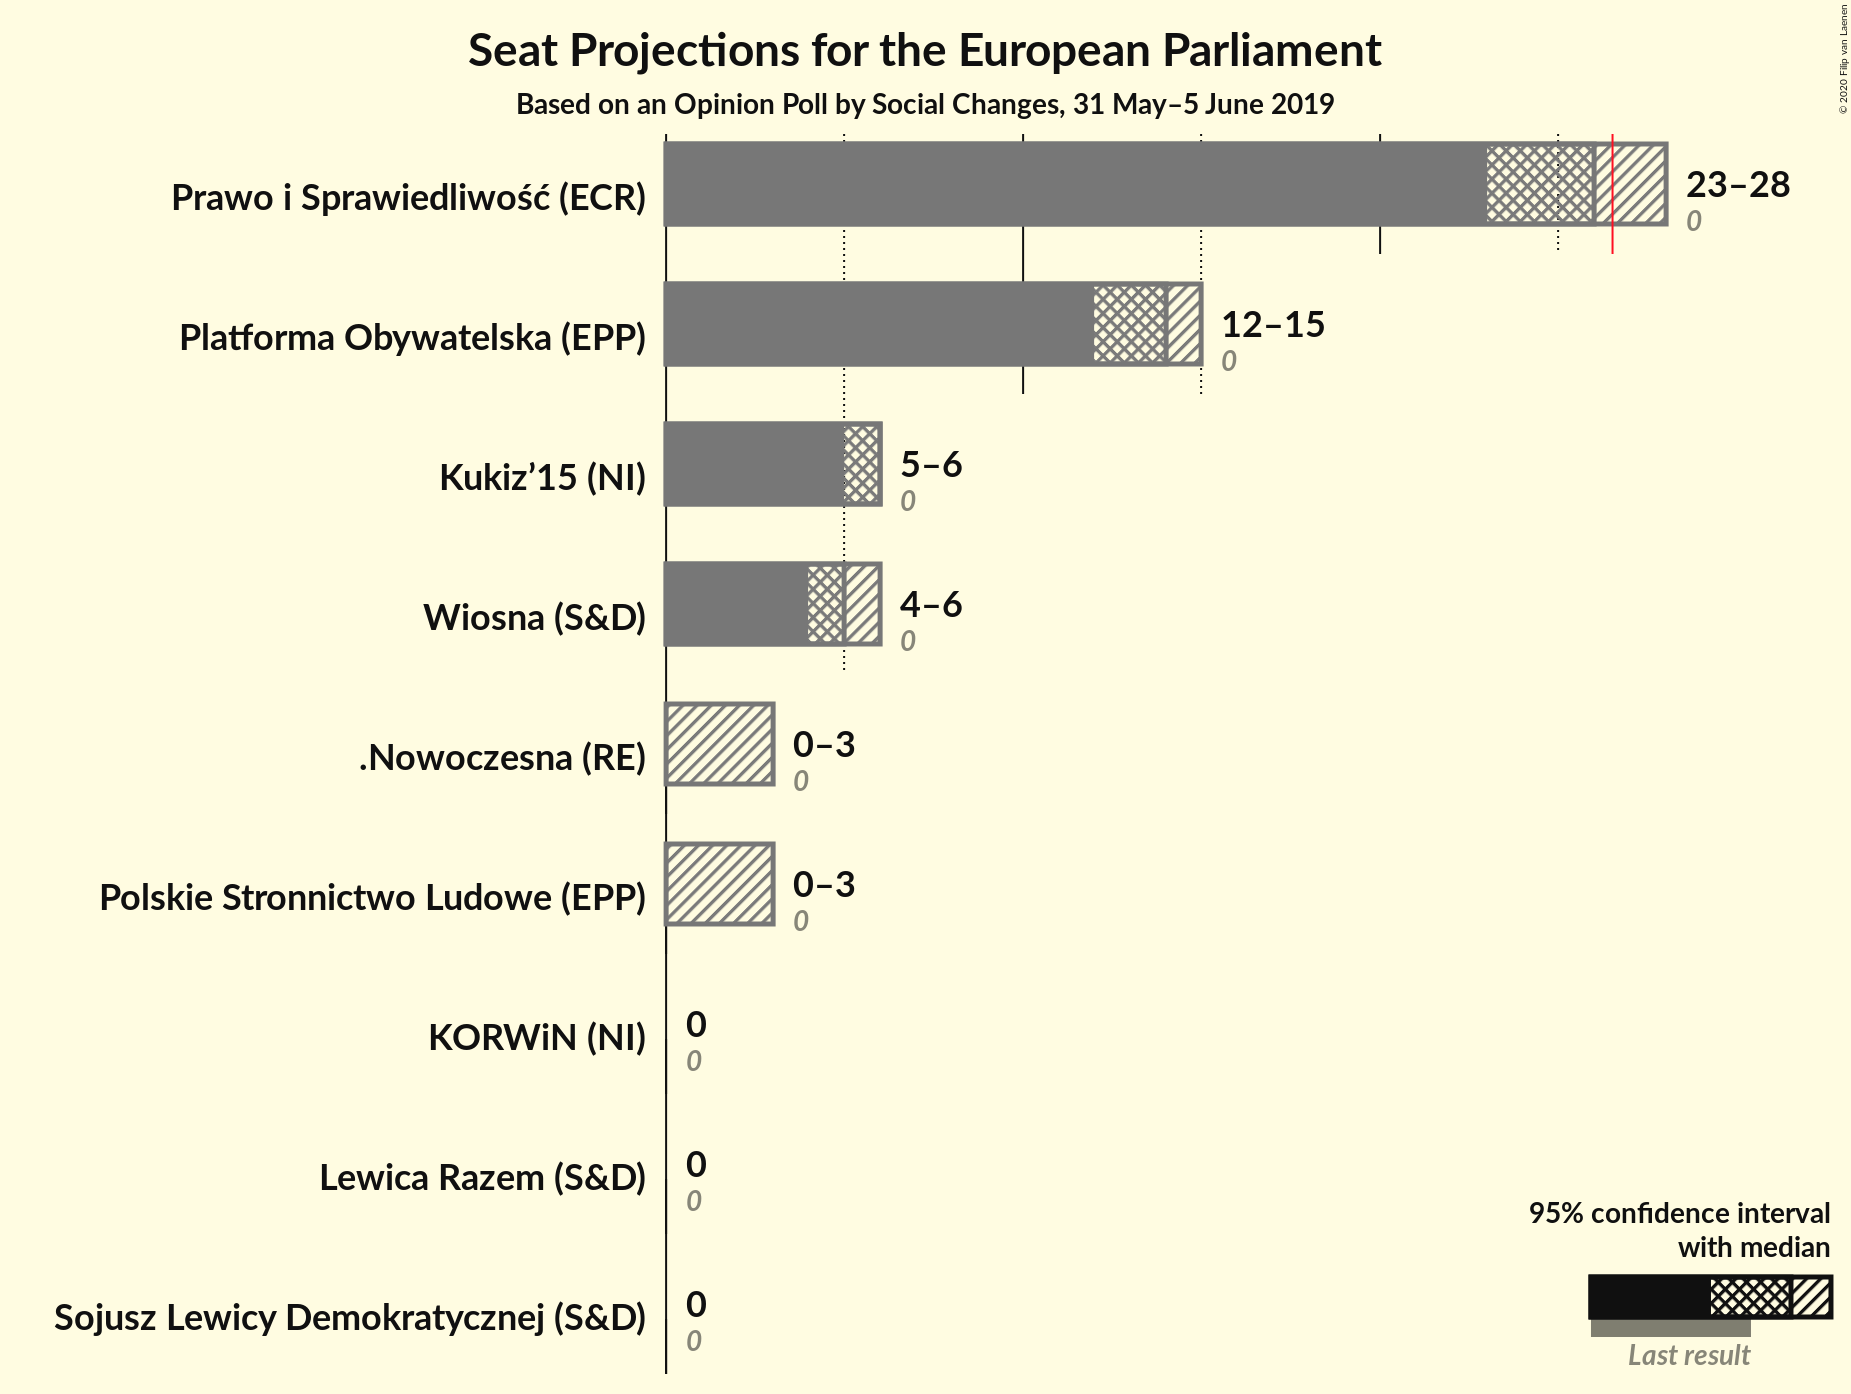 Seat Projections for the European Parliament
Based on an Opinion Poll by Social Changes, 31 May–5 June 2019
© 2020 Filip van Laenen
Prawo i Sprawiedliwość (ECR)
23–28
0
Platforma Obywatelska (EPP)
12–15
0
Kukiz’15 (NI)
5–6
0
Wiosna (S&D)
4–6
0
.Nowoczesna (RE)
0–3
0
Polskie Stronnictwo Ludowe (EPP)
0–3
0
KORWiN (NI)
0
0
Lewica Razem (S&D)
0
0
Sojusz Lewicy Demokratycznej (S&D)
0
0
95% confidence interval
with median
Last result